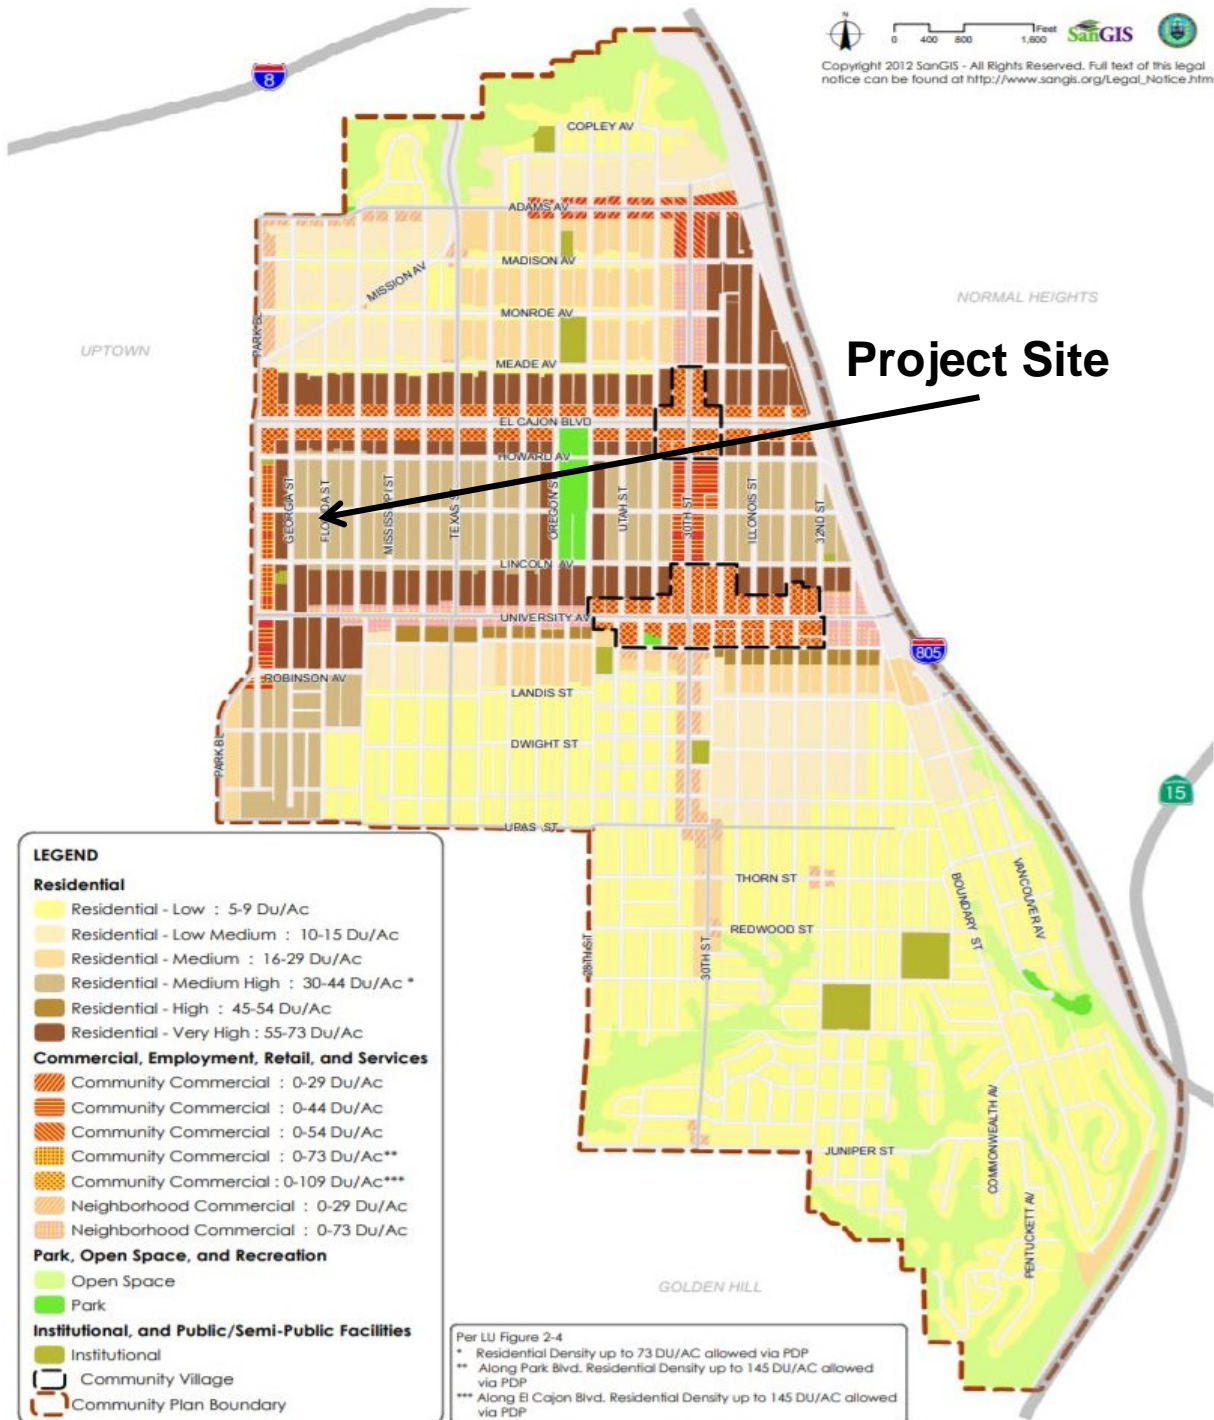 N
0 400 800 1,600 Feet
SanGIS
Copyright 2012 SanGIS - All Rights Reserved. Full text of this legal
notice can be found at http://www.sangis.org/Legal_Notice.htm
8
COPLEY AV
ADAMS AV
MADISON AV
MISSION AV
NORMAL HEIGHTS
MONROE AV
PARK BL
UPTOWN
Project Site
MEADE AV
EL CAJON BLVD
HOWARD AV
GEORGIA ST
FLORIDA ST
MISSISSIPPI ST
TEXAS ST
OREGON ST
UTAH ST
30TH ST
ILLONOIS ST
32ND ST
LINCOLN AV
UNIVERSITY AV
805
ROBINSON AV
LANDIS ST
DWIGHT ST
PARK BL
15
UPAS ST
THORN ST
BOUNDARY ST
VANCOUVER AV
REDWOOD ST
28TH ST
30TH ST
COMMONWEALTH AV
JUNIPER ST
PENTUCKETT AV
GOLDEN HILL
LEGEND
Residential
Residential - Low : 5-9 Du/Ac
Residential - Low Medium : 10-15 Du/Ac
Residential - Medium : 16-29 Du/Ac
Residential - Medium High : 30-44 Du/Ac *
Residential - High : 45-54 Du/Ac
Residential - Very High : 55-73 Du/Ac
Commercial, Employment, Retail, and Services
Community Commercial : 0-29 Du/Ac
Community Commercial : 0-44 Du/Ac
Community Commercial : 0-54 Du/Ac
Community Commercial : 0-73 Du/Ac**
Community Commercial : 0-109 Du/Ac***
Neighborhood Commercial : 0-29 Du/Ac
Neighborhood Commercial : 0-73 Du/Ac
Park, Open Space, and Recreation
Open Space
Park
Institutional, and Public/Semi-Public Facilities
Institutional
Community Village
Community Plan Boundary
Per LU Figure 2-4
* Residential Density up to 73 DU/AC allowed via PDP
** Along Park Blvd. Residential Density up to 145 DU/AC allowed
via PDP
*** Along El Cajon Blvd. Residential Density up to 145 DU/AC allowed
via PDP